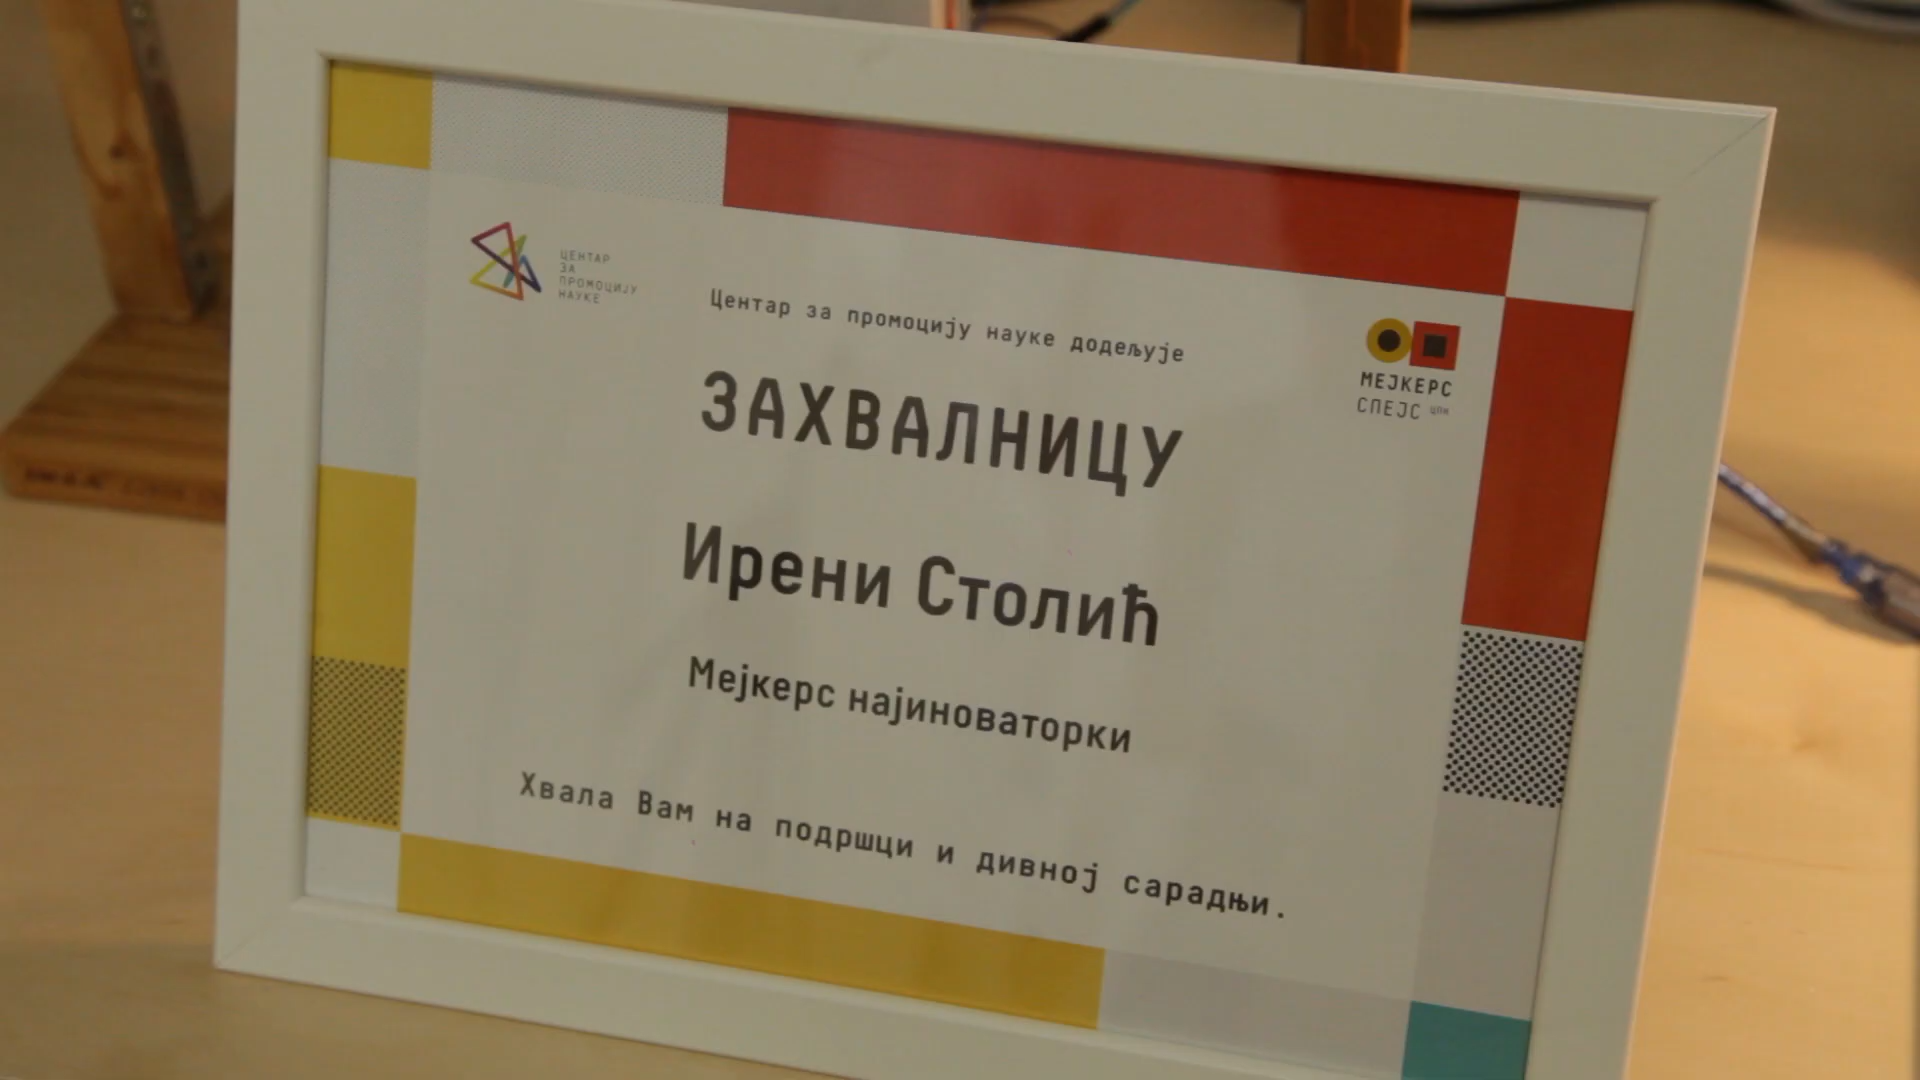 ЦЕНТАР
ЗА
ПРОМОЦИЈУ
НАУКЕ
Центар за промоцију науке додељује
МЕЈКЕРС
СПЕЈС ЦПН
ЗАХВАЛНИЦУ
Ирени Столић
Мејкерс најиноваторки
Хвала Вам на подршци и дивној сарадњи.